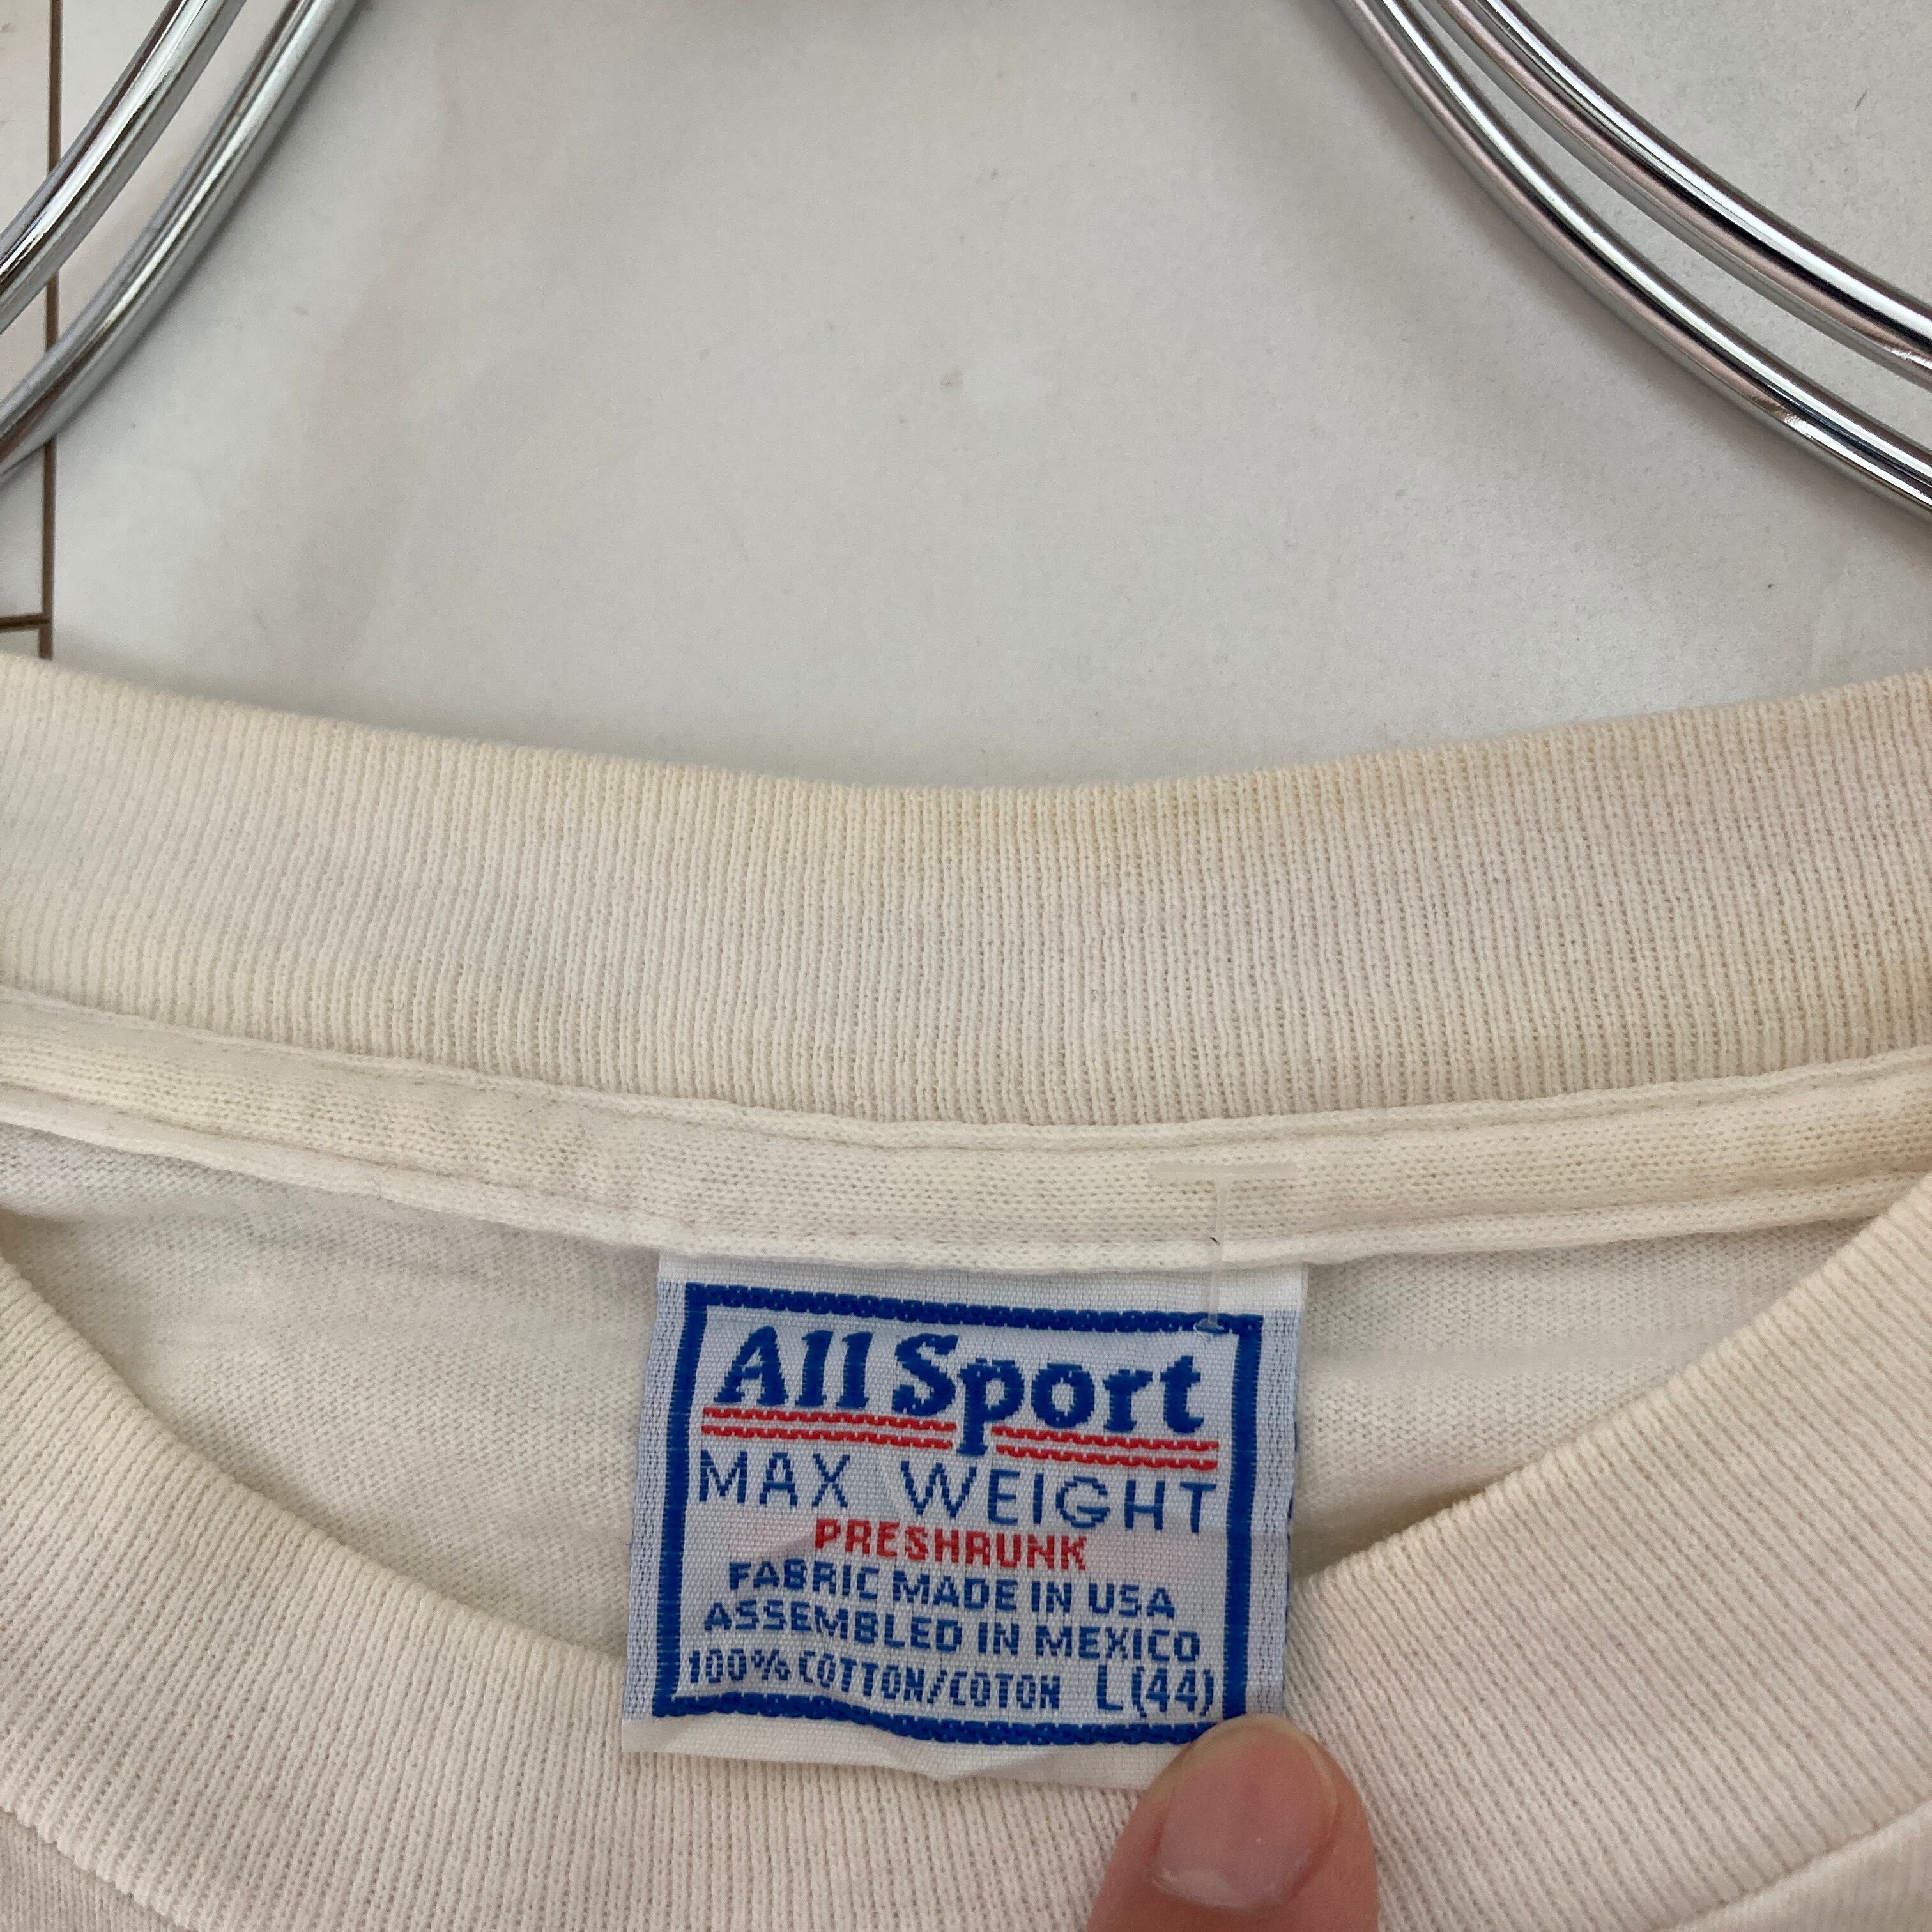 All Sport
MAX WEIGHT
PRESHRUNK
FABRIC MADE IN USA
ASSEMBLED IN MEXICO
100% COTTON/COTON L(44)